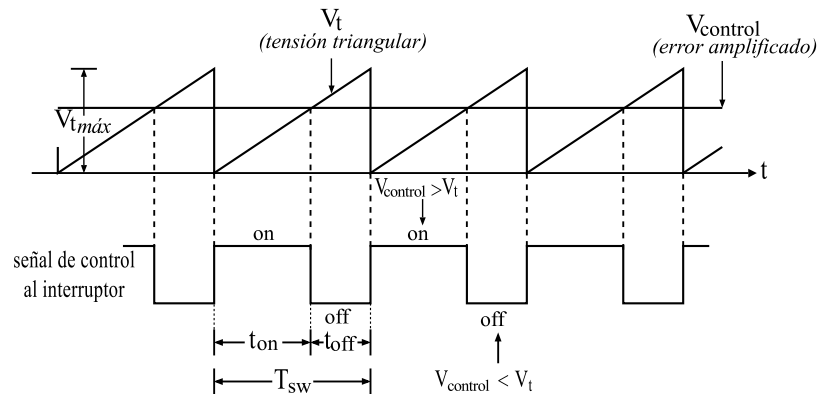 Vt
(tensión triangular)
Vcontrol
(error amplificado)
Vtmáx
t
Vcontrol >Vt
on
on
señal de control
al interruptor
off
off
ton
toff
Tsw
Vcontrol < Vt